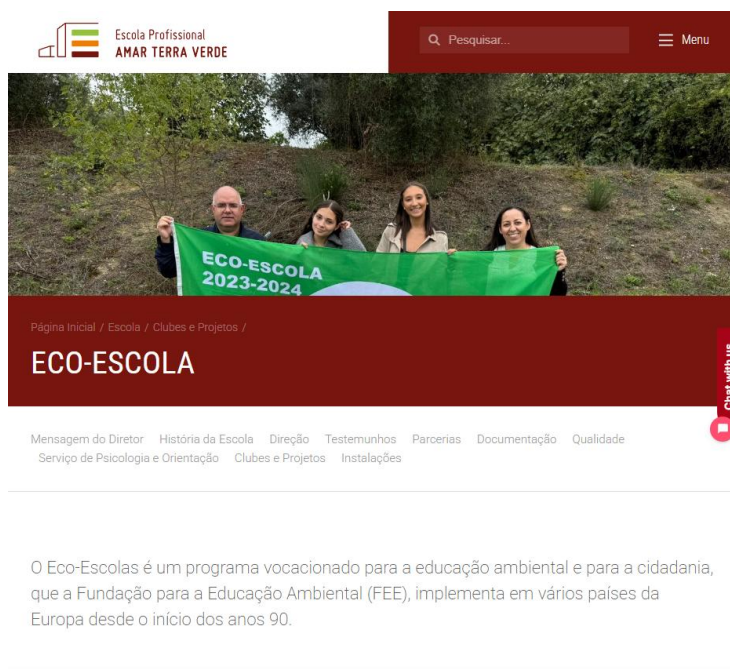 Escola Profissional
AMAR TERRA VERDE
Pesquisar...
Menu
ECO-ESCOLA
2023-2024
Página Inicial / Escola / Clubes e Projetos /
ECO-ESCOLA
Chat with us
Mensagem do Diretor História da Escola Direção Testemunhos Parcerias Documentação Qualidade
Serviço de Psicologia e Orientação Clubes e Projetos Instalações
O Eco-Escolas é um programa vocacionado para a educação ambiental e para a cidadania,
que a Fundação para a Educação Ambiental (FEE), implementa em vários países da
Europa desde o início dos anos 90.